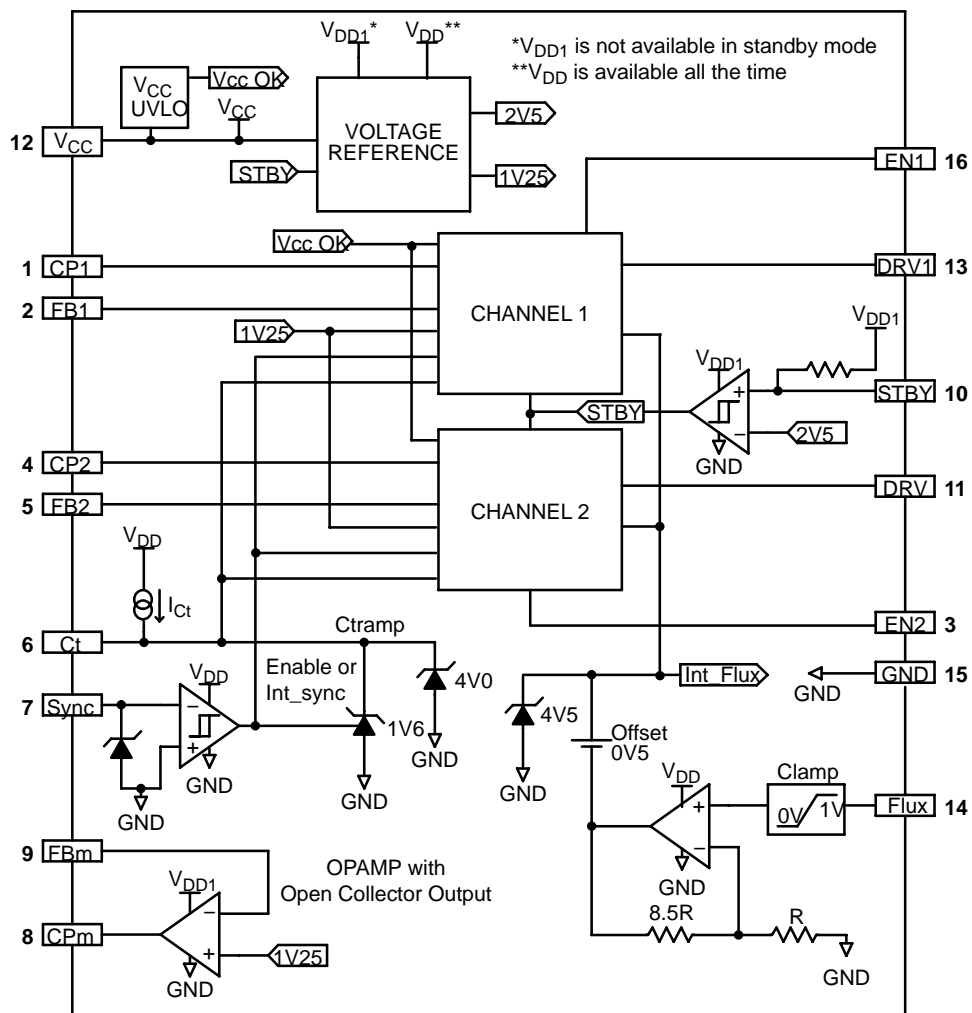 VDD1* VDD**
*VDD1 is not available in standby mode
**VDD is available all the time
VCC
UVLO
Vcc OK
VCC
VOLTAGE
REFERENCE
2V5
12 VCC
STBY
1V25
EN1 16
Vcc OK
1 CP1
DRV1 13
2 FB1
CHANNEL 1
1V25
VDD1
VDD1
+
STBY 10
STBY
−
2V5
GND
4 CP2
DRV 11
5 FB2
CHANNEL 2
VDD
ICt
Ctramp
6 Ct
EN2 3
Enable or
Int_sync
4V0
Int_Flux
GND
GND 15
VDD
7 Sync
−
+
1V6
4V5
Offset
0V5
GND
GND
GND
GND
GND
VDD
Clamp
+
0V 1V
Flux 14
−
GND
9 FBm
OPAMP with
Open Collector Output
VDD1
−
8.5R
R
8 CPm
+
1V25
GND
GND